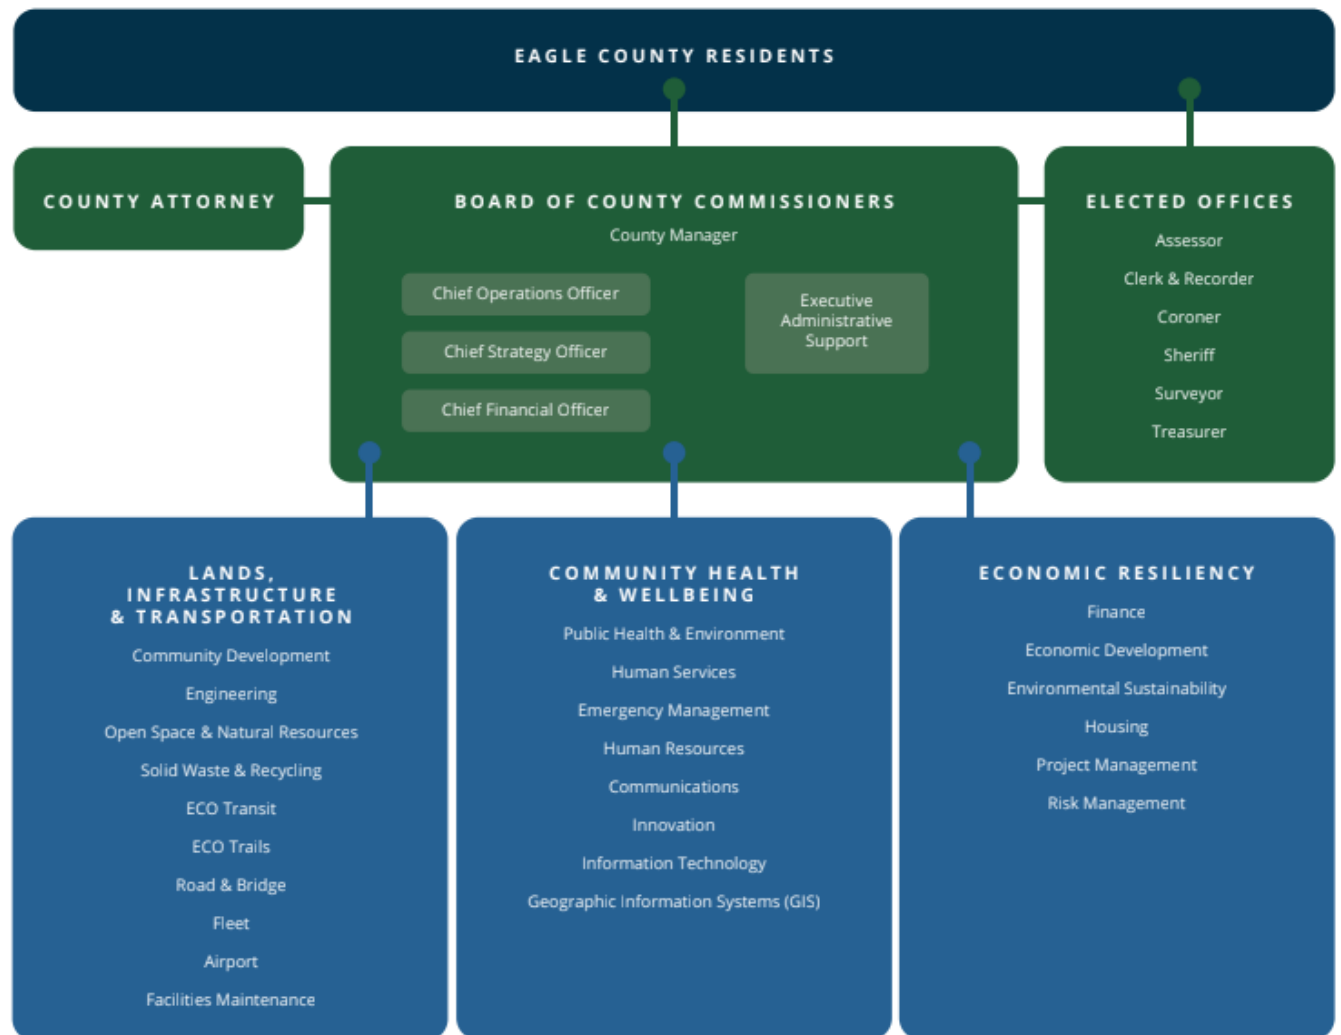 EAGLE COUNTY RESIDENTS
COUNTY ATTORNEY
BOARD OF COUNTY COMMISSIONERS
County Manager
Chief Operations Officer
Chief Strategy Officer
Chief Financial Officer
Executive
Administrative
Support
ELECTED OFFICES
Assessor
Clerk & Recorder
Coroner
Sheriff
Surveyor
Treasurer
LANDS,
INFRASTRUCTURE
& TRANSPORTATION
Community Development
Engineering
Open Space & Natural Resources
Solid Waste & Recycling
ECO Transit
ECO Trails
Road & Bridge
Fleet
Airport
Facilities Maintenance
COMMUNITY HEALTH
& WELLBEING
Public Health & Environment
Human Services
Emergency Management
Human Resources
Communications
Innovation
Information Technology
Geographic Information Systems (GIS)
ECONOMIC RESILIENCY
Finance
Economic Development
Environmental Sustainability
Housing
Project Management
Risk Management